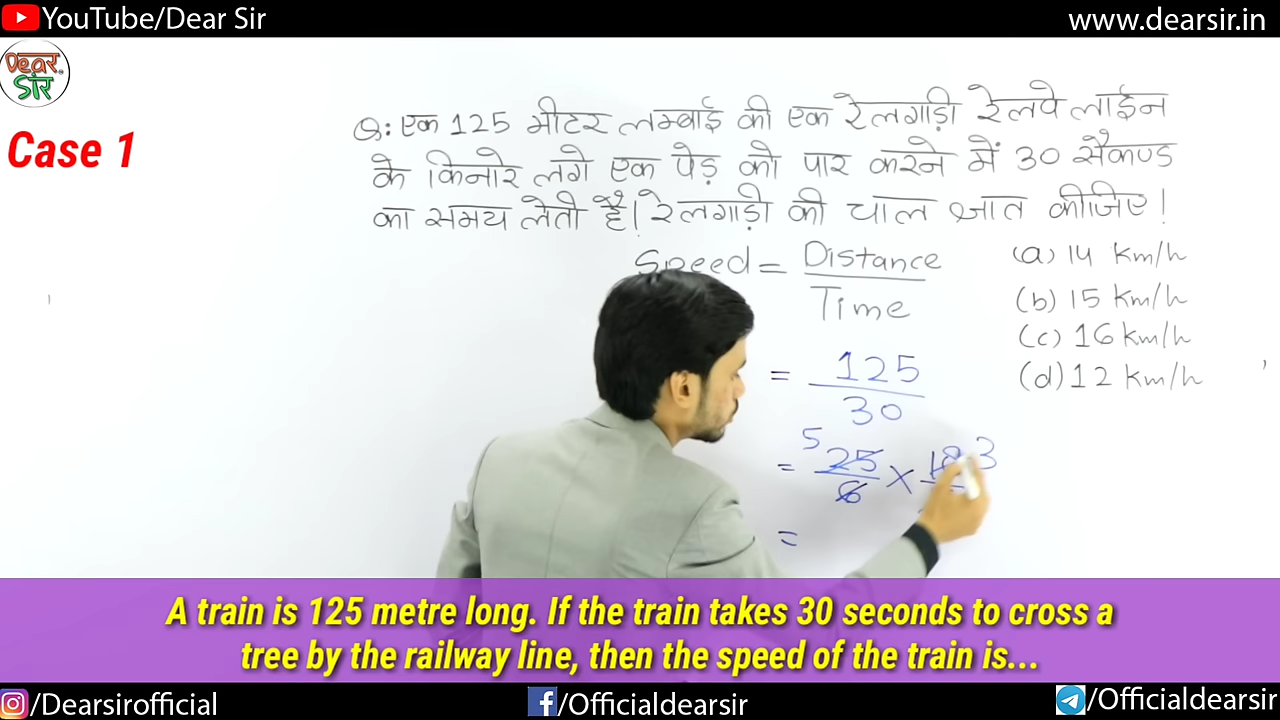 YouTube/Dear Sir
www.dearsir.in
Dear
Sir
Case 1
Q: एक 125 मीटर लम्बाई की एक रेलगाड़ी रेलवे लाईन
के किनारे लगे एक पेड़ को पार करने में 30 सैकण्ड
का समय लेती है। रेलगाड़ी की चाल ज्ञात कीजिए!
Speed = Distance
Time
(a) 14 km/h
(b) 15 km/h
(c) 16 km/h
(d) 12 km/h
= 125
30
5 3
= 25 × 18
6
=
A train is 125 metre long. If the train takes 30 seconds to cross a
tree by the railway line, then the speed of the train is...
/Dearsirofficial
/Officialdearsir
/Officialdearsir